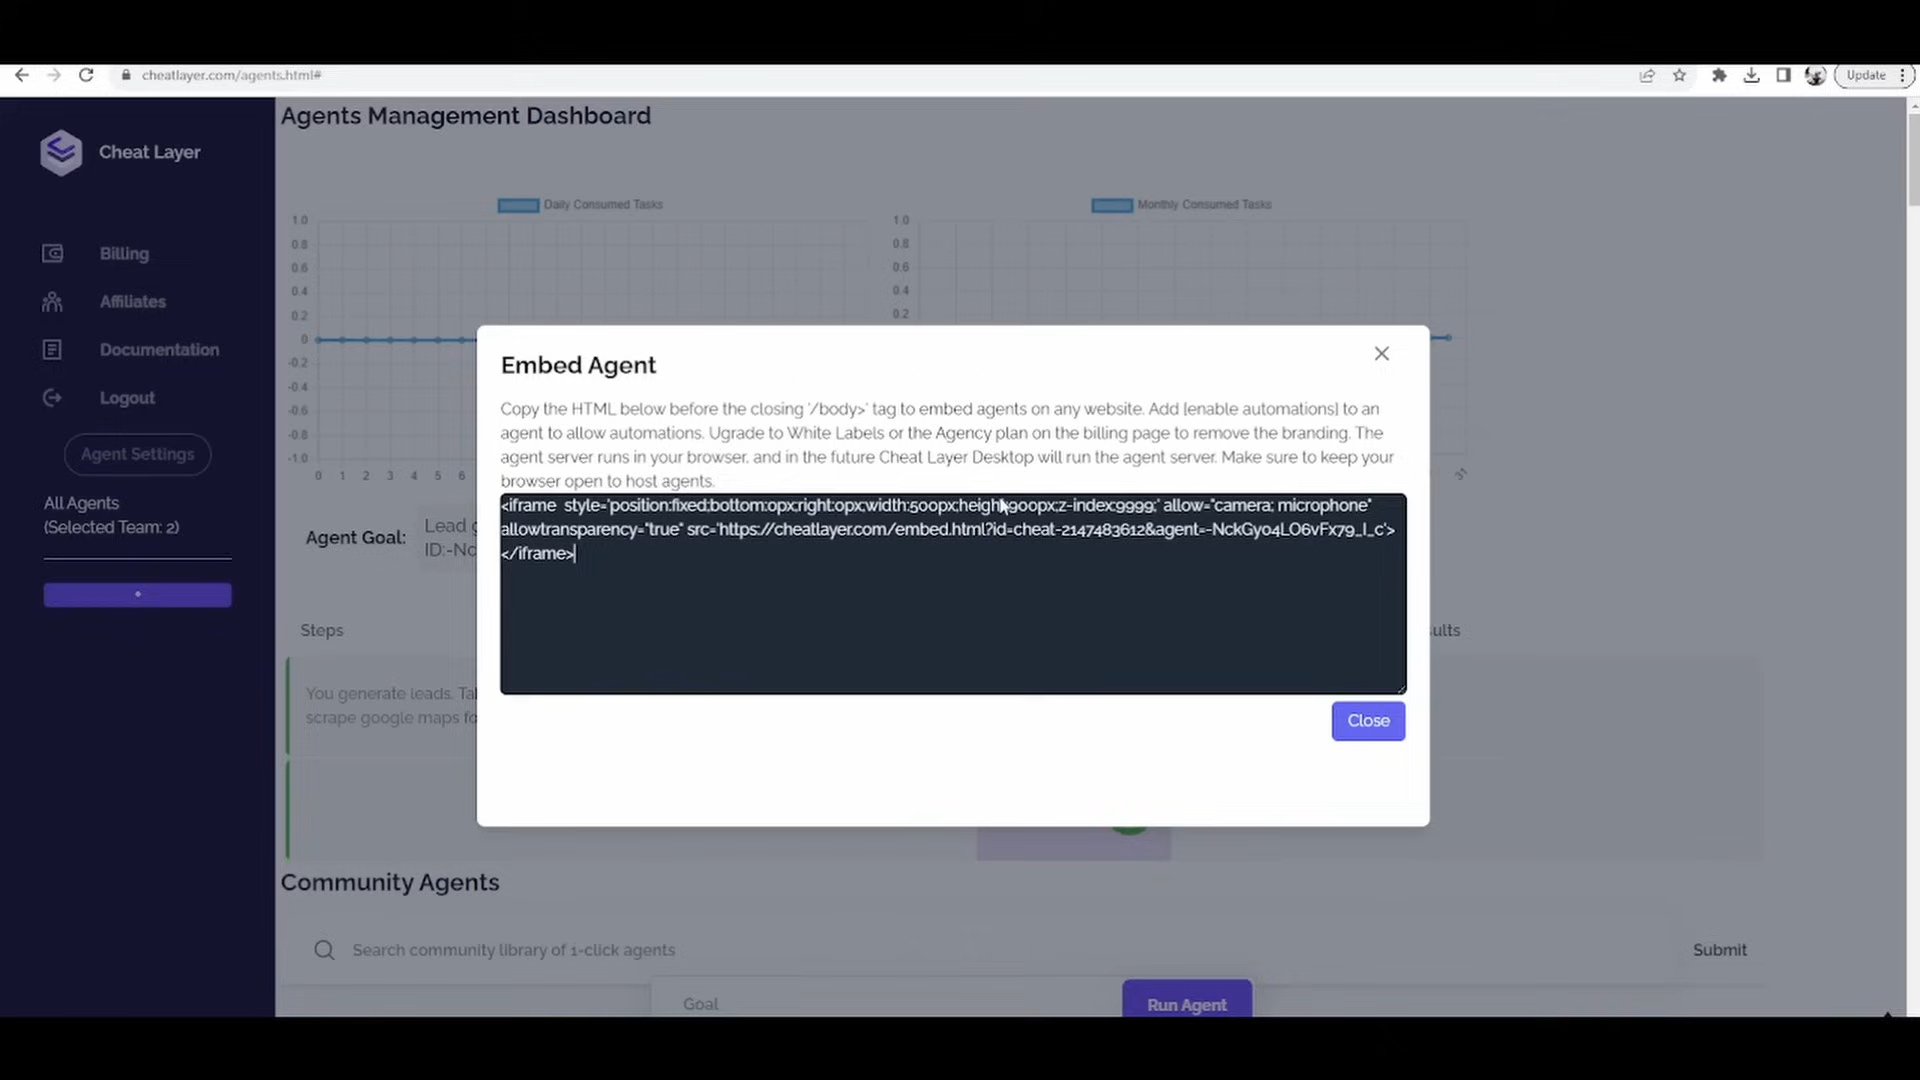 cheatlayer.com/agents.html#
Update
Agents Management Dashboard
Cheat Layer
Daily Consumed Tasks
Monthly Consumed Tasks
1.0
0.8
0.6
0.4
0.2
0
-0.2
-0.4
-0.6
-0.8
-1.0
0 1 2 3 4 5 6
1.0
0.8
0.6
0.4
0.2
31
Billing
Affiliates
Documentation
Logout
Agent Settings
All Agents
(Selected Team: 2)
Agent Goal:
Lead g
ID:-Nc
Steps
ults
You generate leads. Ta
scrape google maps fo
Embed Agent
Copy the HTML below before the closing '/body>' tag to embed agents on any website. Add [enable automations] to an
agent to allow automations. Ugrade to White Labels or the Agency plan on the billing page to remove the branding. The
agent server runs in your browser, and in the future Cheat Layer Desktop will run the agent server. Make sure to keep your
browser open to host agents.
<iframe style='position:fixed;bottom:0px;right:0px;width:500px;height:900px;z-index:9999;' allow="camera; microphone"
allowtransparency="true" src='https://cheatlayer.com/embed.html?id=cheat-2147483612&agent=-NckGyo4LO6vFx79_I_c'>
</iframe>
Close
Community Agents
Search community library of 1-click agents
Submit
Goal
Run Agent